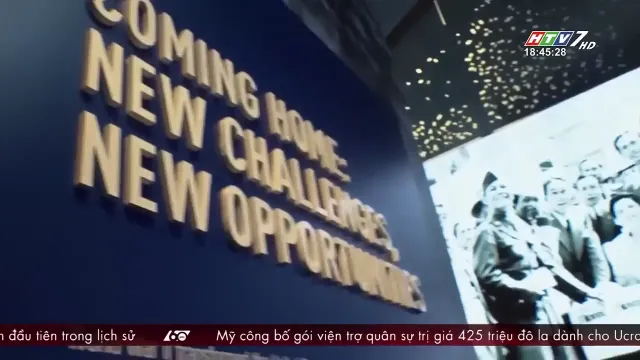 COMING HOME:
NEW CHALLENGES,
NEW OPPORTUNITIES
HTV7 HD
18:45:28
đầu tiên trong lịch sử
60 Mỹ công bố gói viện trợ quân sự trị giá 425 triệu đô la dành cho Ucra